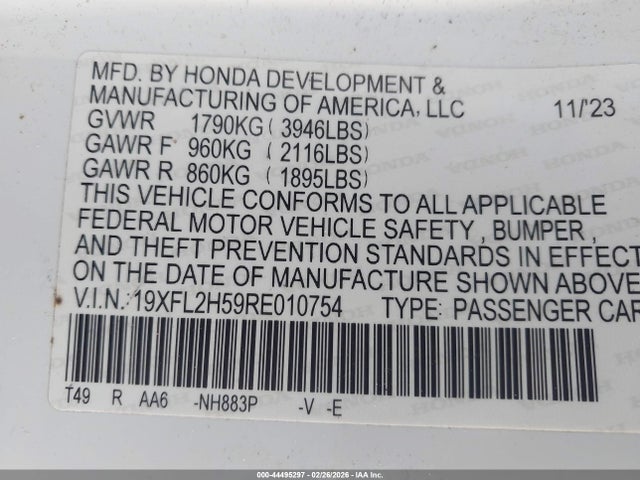 MFD. BY HONDA DEVELOPMENT &
MANUFACTURING OF AMERICA, LLC 11/'23
GVWR 1790KG ( 3946LBS)
GAWR F 960KG ( 2116LBS)
GAWR R 860KG ( 1895LBS)
THIS VEHICLE CONFORMS TO ALL APPLICABLE
FEDERAL MOTOR VEHICLE SAFETY , BUMPER ,
AND THEFT PREVENTION STANDARDS IN EFFECT
ON THE DATE OF MANUFACTURE SHOWN ABOVE
V.I.N.: 19XFL2H59RE010754 TYPE: PASSENGER CAR
T49 R AA6 -NH883P -V -E
000-44495297 - 02/26/2026 - IAAI.COM